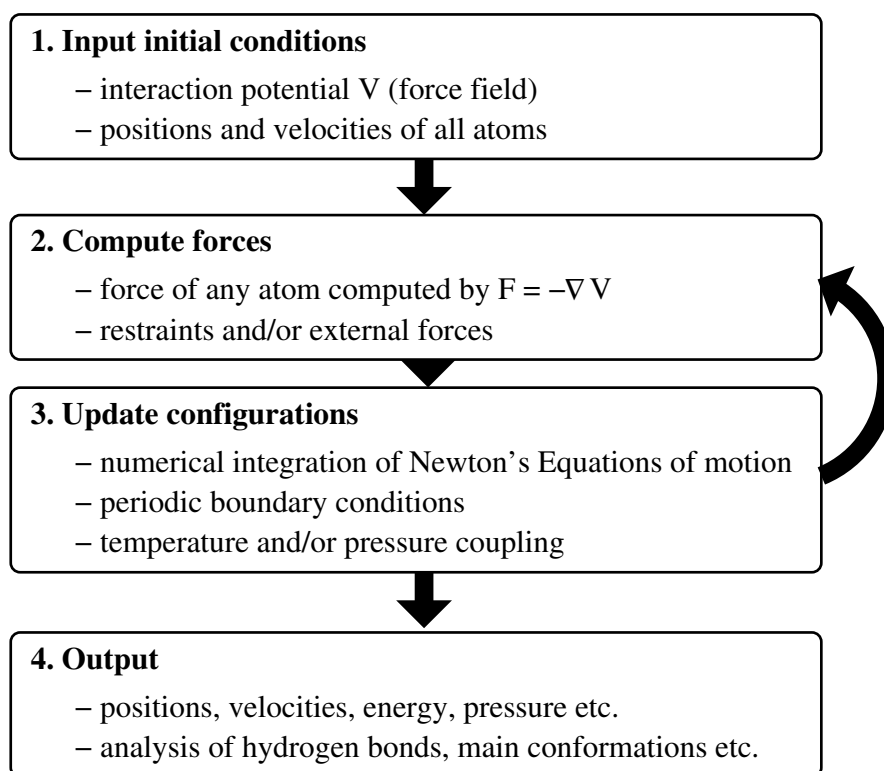 1. Input initial conditions
– interaction potential V (force field)
– positions and velocities of all atoms
2. Compute forces
– force of any atom computed by F = –∇ V
– restraints and/or external forces
3. Update configurations
– numerical integration of Newton’s Equations of motion
– periodic boundary conditions
– temperature and/or pressure coupling
4. Output
– positions, velocities, energy, pressure etc.
– analysis of hydrogen bonds, main conformations etc.